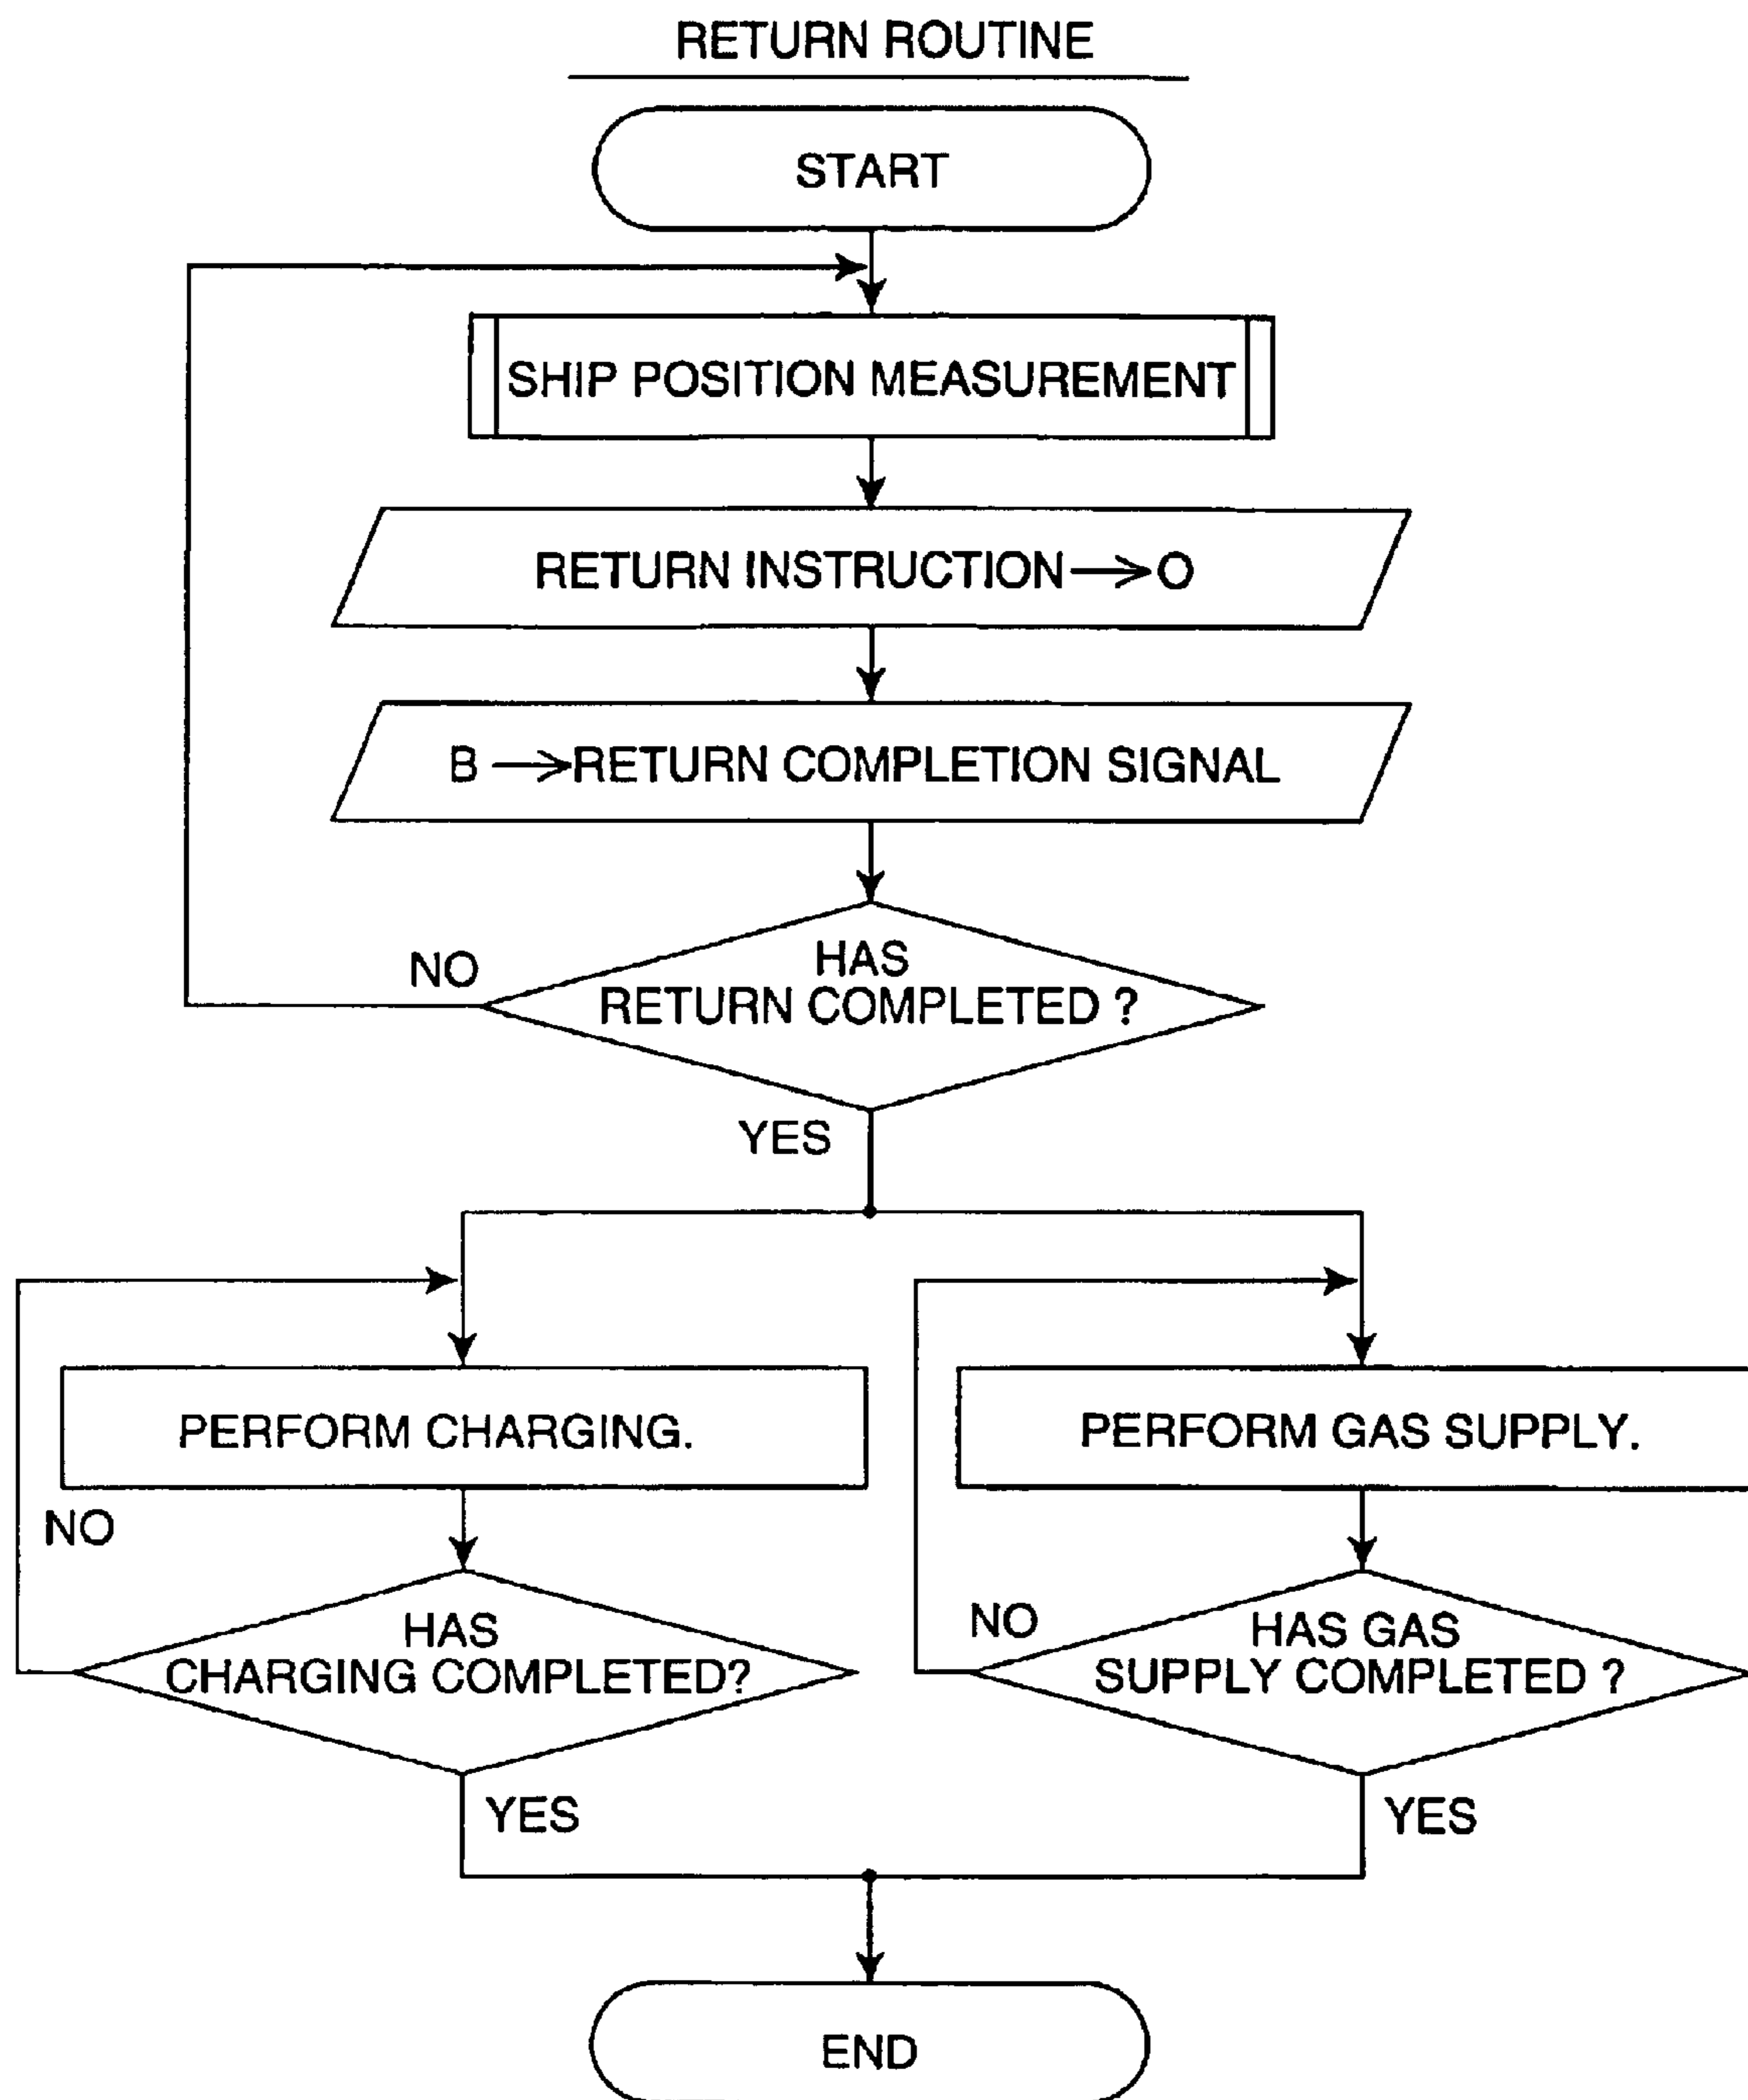 RETURN ROUTINE
START
SHIP POSITION MEASUREMENT
RETURN INSTRUCTION→O
B→RETURN COMPLETION SIGNAL
HAS
RETURN COMPLETED ?
NO
YES
PERFORM CHARGING.
PERFORM GAS SUPPLY.
NO
HAS
CHARGING COMPLETED?
NO
HAS GAS
SUPPLY COMPLETED ?
YES
YES
END